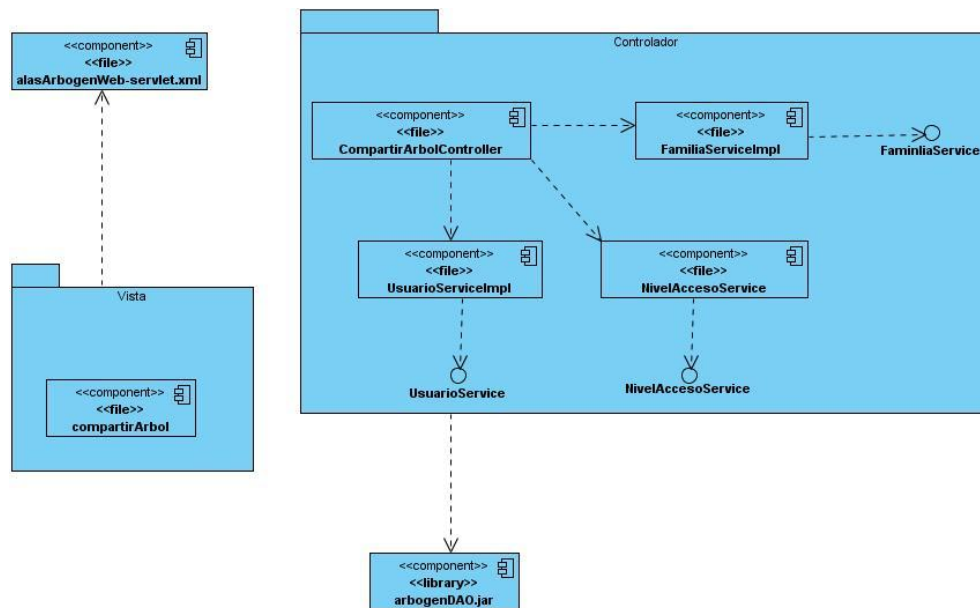 <<component>>
<<file>>
alasArbogenWeb-servlet.xml
Vista
<<component>>
<<file>>
compartirArbol
Controlador
<<component>>
<<file>>
CompartirArbolController
<<component>>
<<file>>
FamiliaServiceImpl
FaminliaService
<<component>>
<<file>>
UsuarioServiceImpl
<<component>>
<<file>>
NivelAccesoService
UsuarioService
NivelAccesoService
<<component>>
<<library>>
arbogenDAO.jar